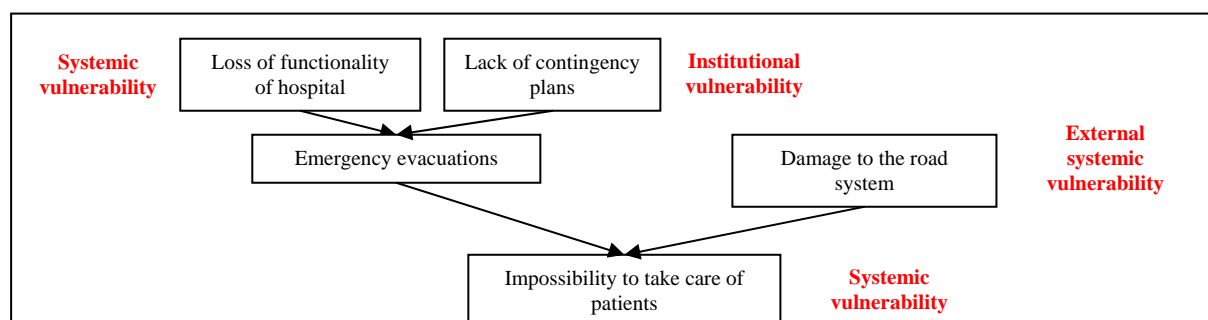 Systemic
vulnerability
Loss of functionality
of hospital
Lack of contingency
plans
Institutional
vulnerability
Emergency evacuations
Damage to the road
system
External
systemic
vulnerability
Impossibility to take care of
patients
Systemic
vulnerability